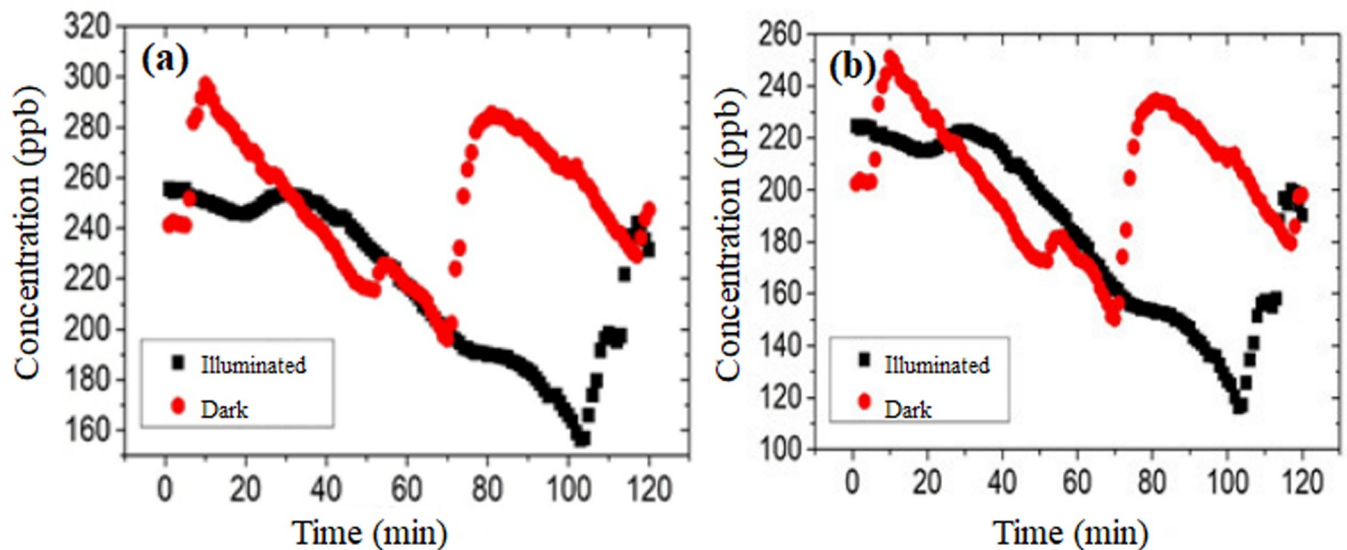 (a)
Concentration (ppb)
320
300
280
260
240
220
200
180
160
Illuminated
Dark
0 20 40 60 80 100 120
Time (min)
(b)
Concentration (ppb)
260
240
220
200
180
160
140
120
100
Illuminated
Dark
0 20 40 60 80 100 120
Time (min)